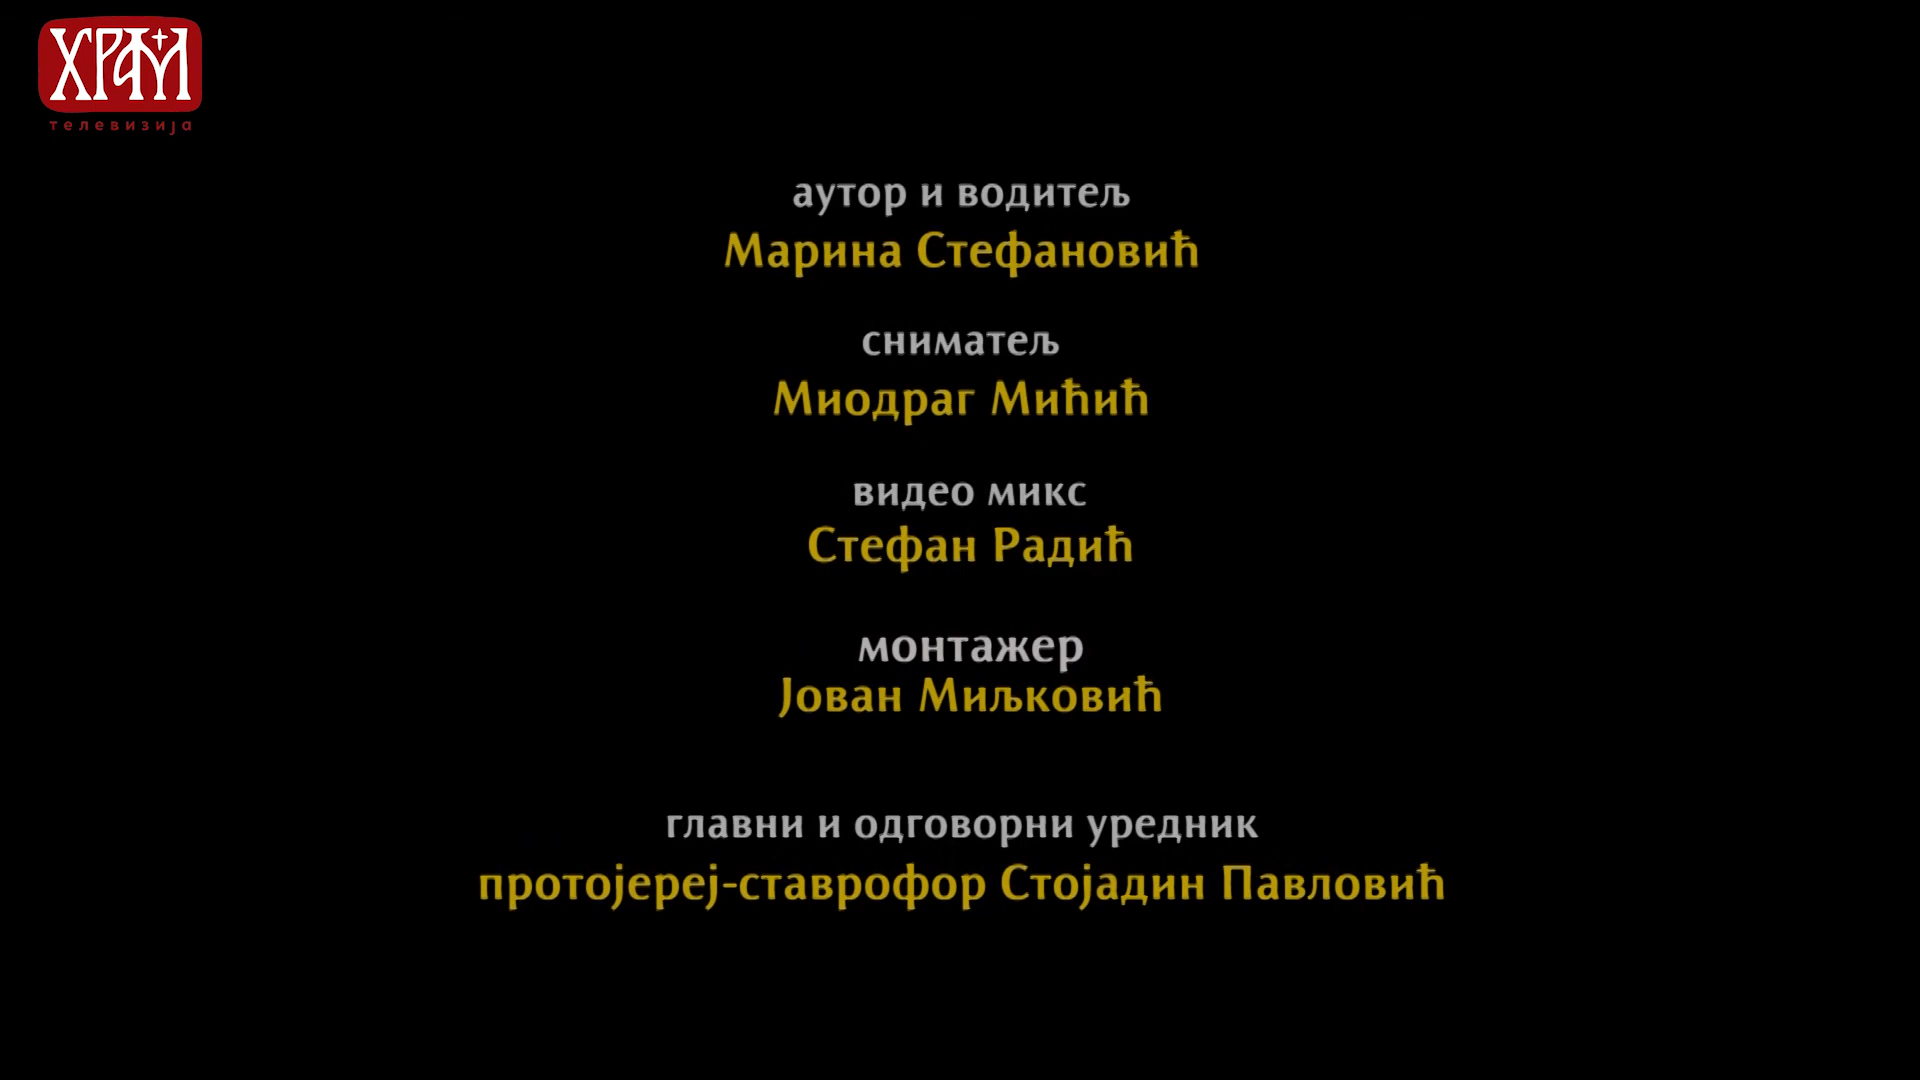 ХРАМ
телевизија
аутор и водитељ
Марина Стефановић
сниматељ
Миодраг Мићић
видео микс
Стефан Радић
монтажер
Јован Миљковић
главни и одговорни уредник
протојереј-ставрофор Стојадин Павловић